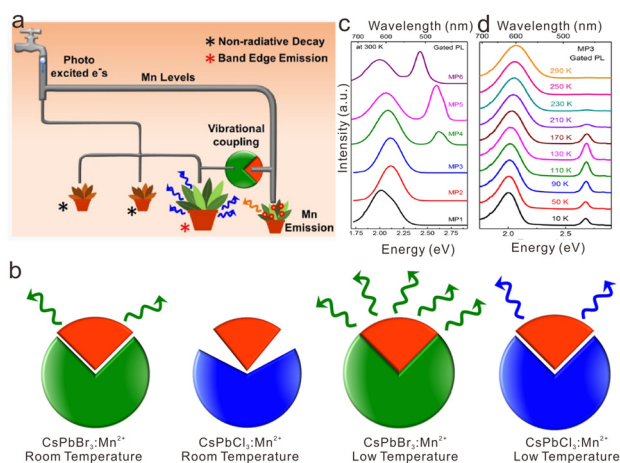 a
* Non-radiative Decay
* Band Edge Emission
Photo
excited e⁻s
Mn Levels
Vibrational
coupling
*
*
*
Mn
Emission
c
Wavelength (nm)
700 600 500
at 300 K
Gated PL
MP6
MP5
MP4
MP3
MP2
MP1
Intensity (a.u.)
1.75 2.00 2.25 2.50 2.75
Energy (eV)
d
Wavelength (nm)
700 600 500
MP3
Gated PL
290 K
250 K
230 K
210 K
170 K
130 K
110 K
90 K
50 K
10 K
2.0 2.5
Energy (eV)
b
CsPbBr₃:Mn²⁺
Room Temperature
CsPbCl₃:Mn²⁺
Room Temperature
CsPbBr₃:Mn²⁺
Low Temperature
CsPbCl₃:Mn²⁺
Low Temperature